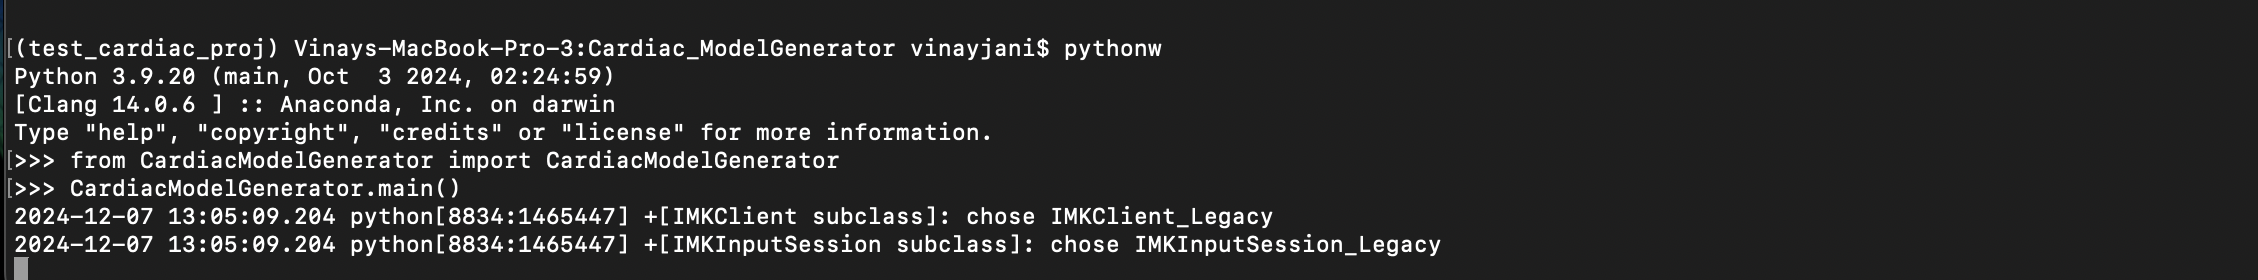 [(test_cardiac_proj) Vinays-MacBook-Pro-3:Cardiac_ModelGenerator vinayjani$ pythonw
Python 3.9.20 (main, Oct  3 2024, 02:24:59)
[Clang 14.0.6 ] :: Anaconda, Inc. on darwin
Type "help", "copyright", "credits" or "license" for more information.
[>>> from CardiacModelGenerator import CardiacModelGenerator
[>>> CardiacModelGenerator.main()
2024-12-07 13:05:09.204 python[8834:1465447] +[IMKClient subclass]: chose IMKClient_Legacy
2024-12-07 13:05:09.204 python[8834:1465447] +[IMKInputSession subclass]: chose IMKInputSession_Legacy